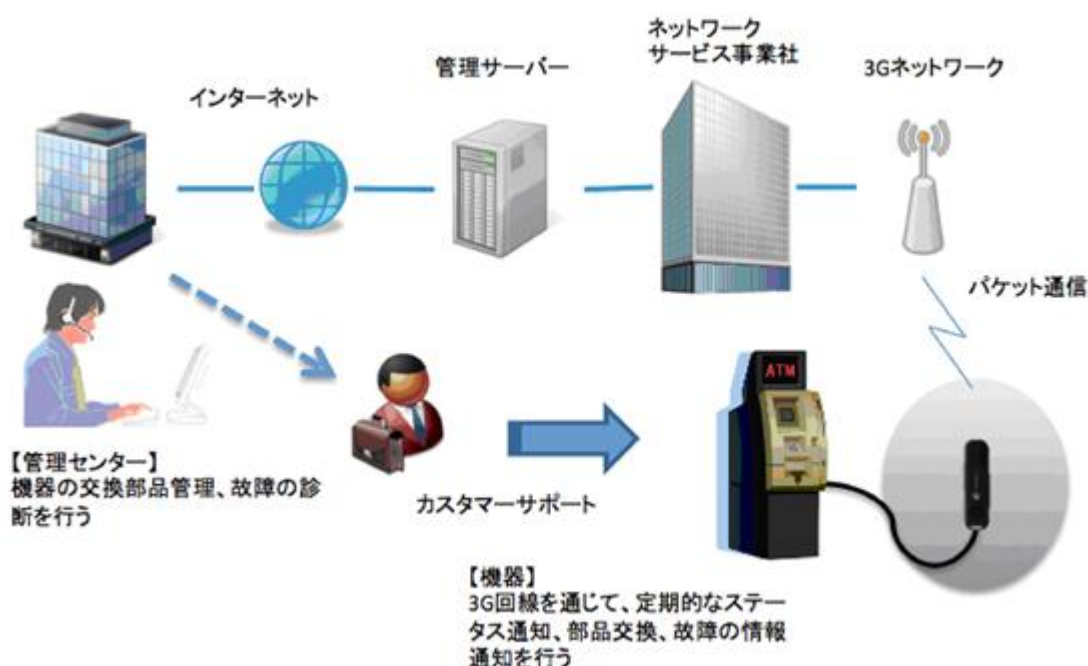 ネットワーク
サービス事業社
管理サーバー
3Gネットワーク
インターネット
パケット通信
ATM
【管理センター】
機器の交換部品管理、故障の診
断を行う
カスタマーサポート
【機器】
3G回線を通じて、定期的なステー
タス通知、部品交換、故障の情報
通知を行う